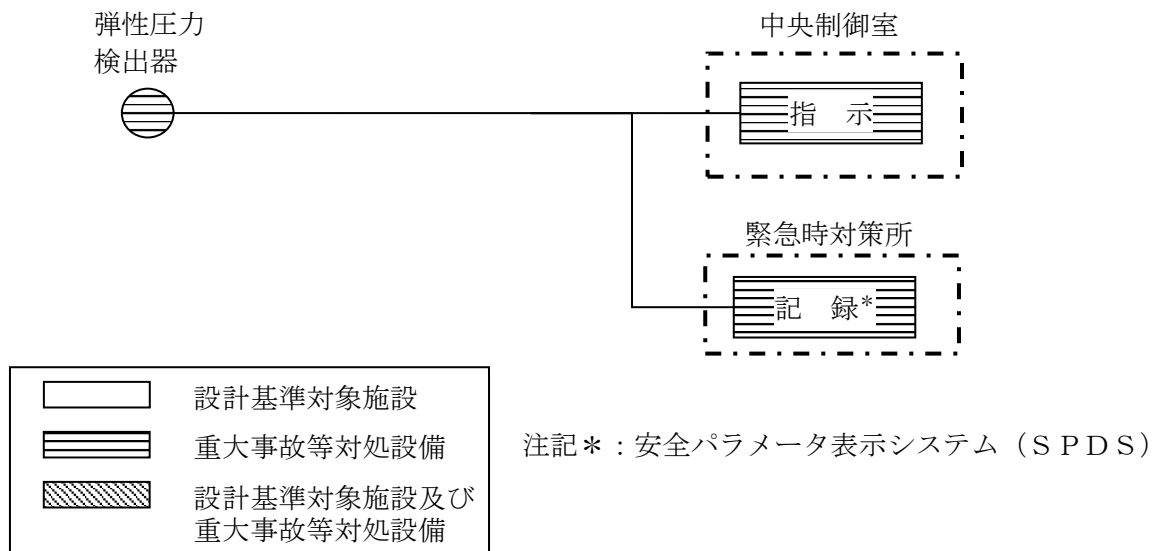 弾性圧力
検出器
中央制御室
指　示
緊急時対策所
記　録*
設計基準対象施設
重大事故等対処設備
設計基準対象施設及び
重大事故等対処設備
注記＊：安全パラメータ表示システム（ＳＰＤＳ）